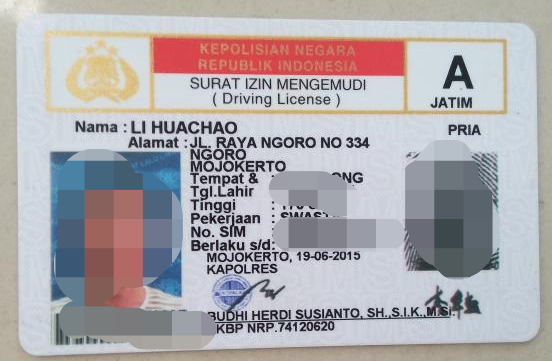 KEPOLISIAN NEGARA
REPUBLIK INDONESIA
SURAT IZIN MENGEMUDI
( Driving License )
A
JATIM
Nama : LI HUACHAO
PRIA
Alamat : JL. RAYA NGORO NO 334
NGORO
MOJOKERTO
Tempat & :
Tgl.Lahir
Tinggi :
Pekerjaan :
No. SIM
Berlaku s/d:
MOJOKERTO, 19-06-2015
KAPOLRES
BUDHI HERDI SUSIANTO, SH.,S.I.K.,M.Si.
KBP NRP.74120620